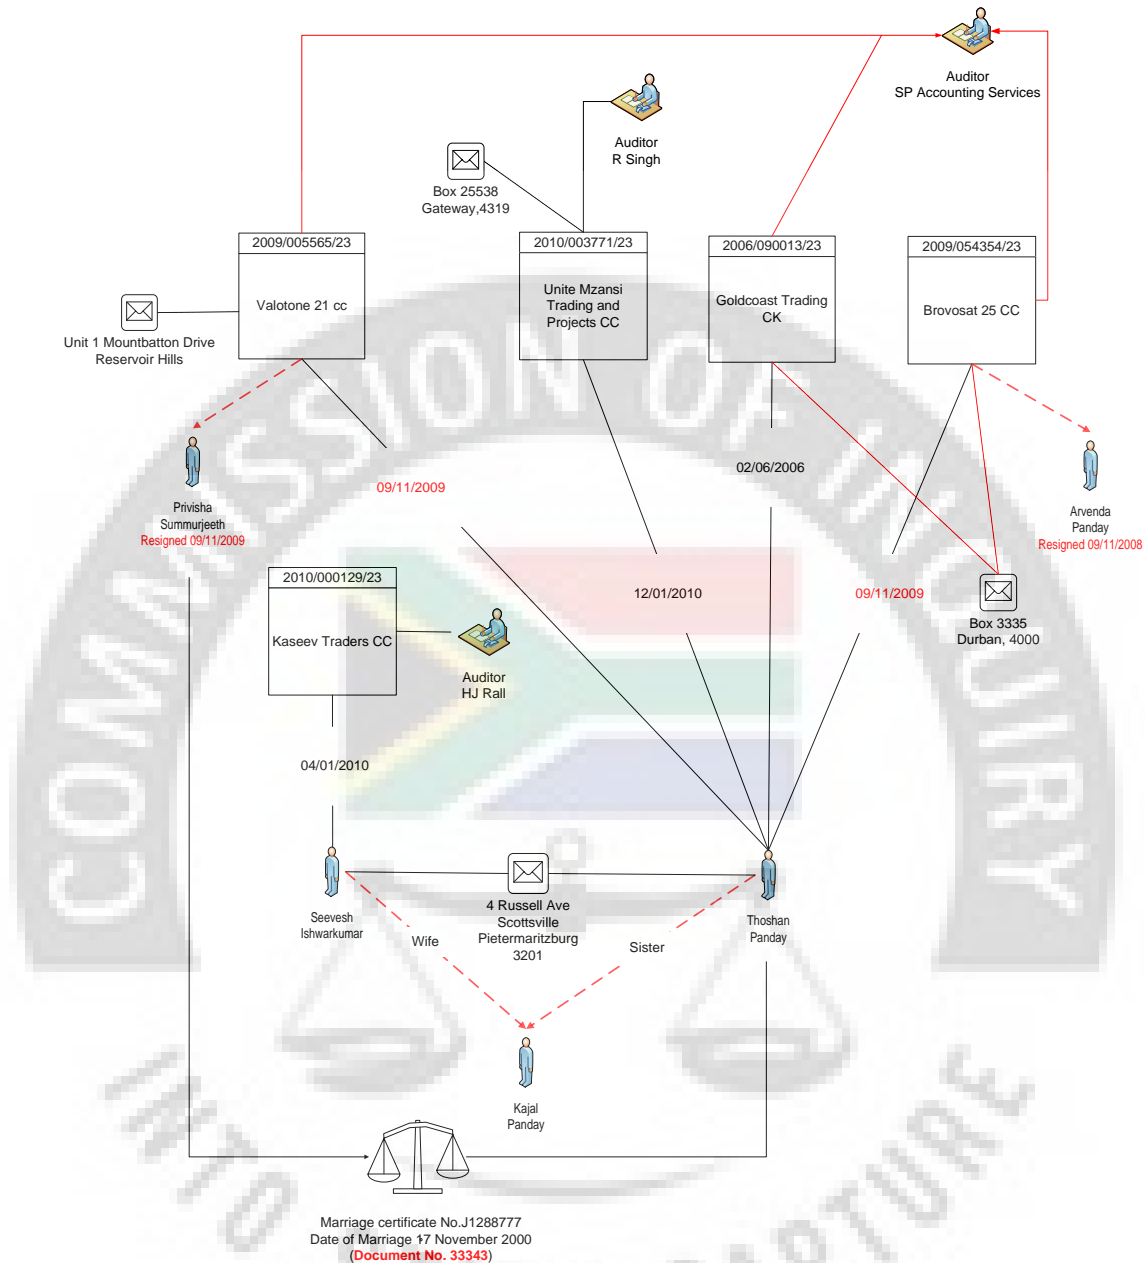 Auditor
SP Accounting Services
Auditor
R Singh
Box 25538
Gateway,4319
2009/005565/23
Valotone 21 cc
2010/003771/23
Unite Mzansi
Trading and
Projects CC
2006/090013/23
Goldcoast Trading
CK
2009/054354/23
Brovosat 25 CC
Unit 1 Mountbatton Drive
Reservoir Hills
Privisha
Summurjeeth
Resigned 09/11/2009
09/11/2009
02/06/2006
Arvenda
Panday
Resigned 09/11/2008
2010/000129/23
Kaseev Traders CC
Auditor
HJ Rall
12/01/2010
09/11/2009
Box 3335
Durban, 4000
04/01/2010
Seevesh
Ishwarkumar
4 Russell Ave
Scottsville
Pietermaritzburg
3201
Thoshan
Panday
Wife
Sister
Kajal
Panday
Marriage certificate No.J1288777
Date of Marriage 17 November 2000
(Document No. 33343)
COMMISSION OF INQUIRY
INTO